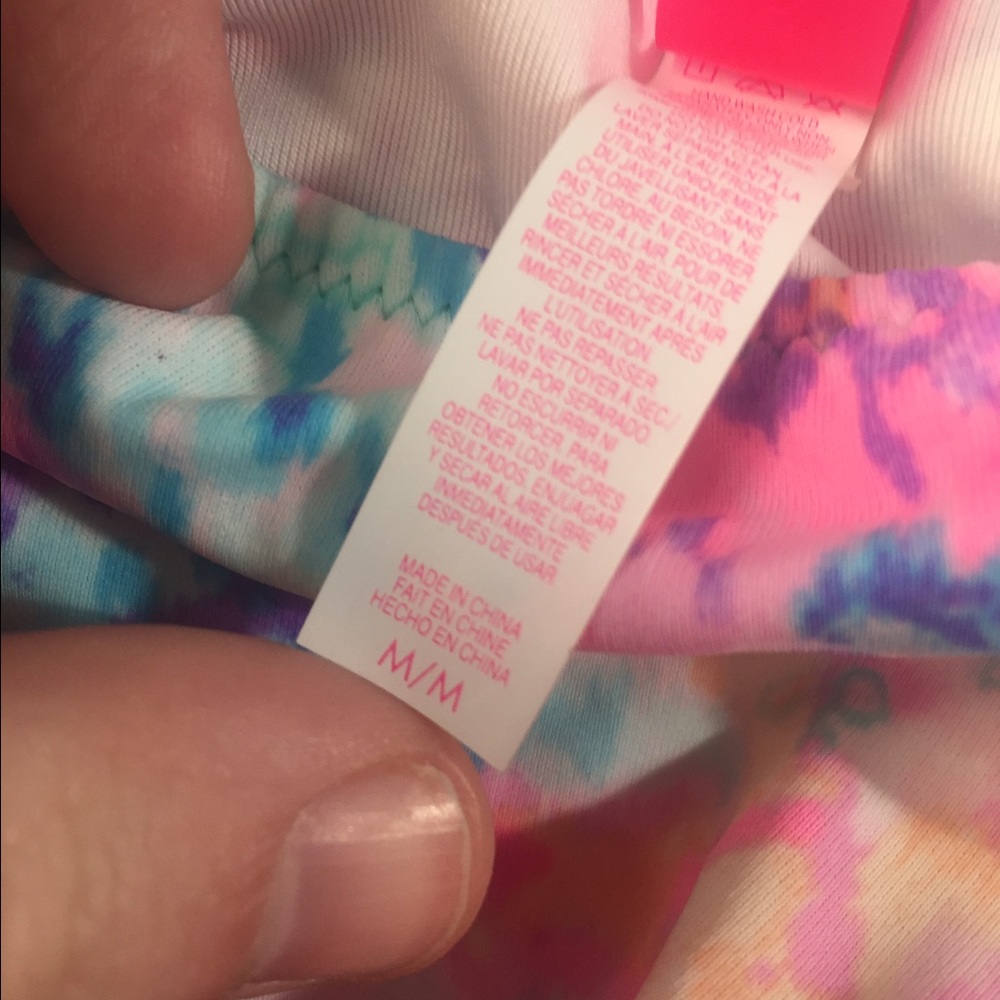 HAND WASH COLD
LAVER SÉPARÉMENT À LA
MAIN, À L'EAU FROIDE.
UTILISER UNIQUEMENT
DU JAVELLISANT SANS
CHLORE, AU BESOIN. NE
PAS TORDRE, NI ESSORER.
SÉCHER À L'AIR. POUR DE
MEILLEURS RÉSULTATS,
RINCER ET SÉCHER À L'AIR
IMMÉDIATEMENT APRÈS
L'UTILISATION.
NE PAS REPASSER.
NE PAS NETTOYER À SEC./
LAVAR POR SEPARADO.
NO ESCURRIR NI
RETORCER. PARA
OBTENER LOS MEJORES
RESULTADOS, ENJUAGAR
Y SECAR AL AIRE LIBRE
INMEDIATAMENTE
DESPUÉS DE USAR.
MADE IN CHINA
FAIT EN CHINE
HECHO EN CHINA
M/M